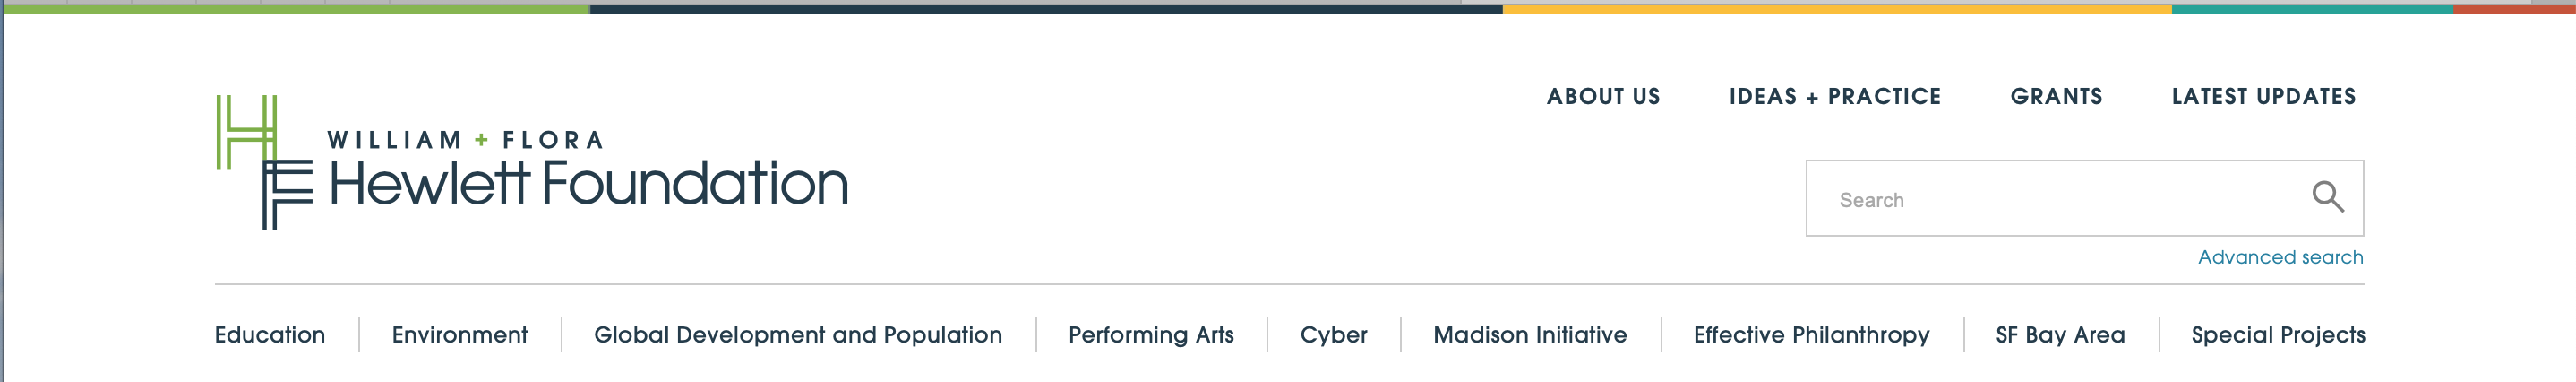 ABOUT US IDEAS + PRACTICE GRANTS LATEST UPDATES
WILLIAM + FLORA
Hewlett Foundation
Search
Advanced search
Education Environment Global Development and Population Performing Arts Cyber Madison Initiative Effective Philanthropy SF Bay Area Special Projects